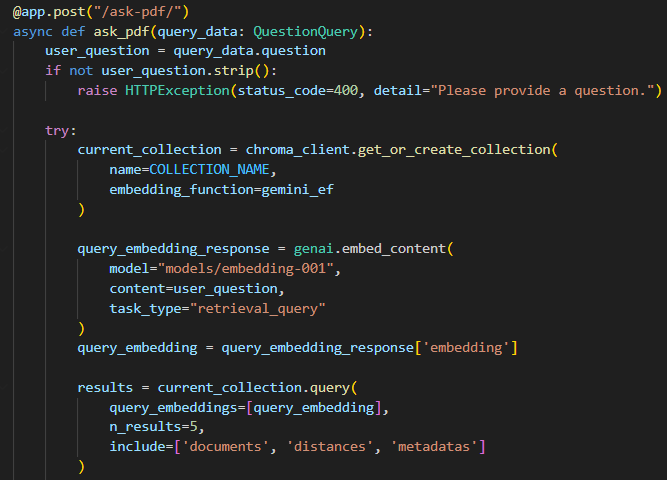 @app.post("/ask-pdf/")
async def ask_pdf(query_data: QuestionQuery):
    user_question = query_data.question
    if not user_question.strip():
        raise HTTPException(status_code=400, detail="Please provide a question.")

    try:
        current_collection = chroma_client.get_or_create_collection(
            name=COLLECTION_NAME,
            embedding_function=gemini_ef
        )

        query_embedding_response = genai.embed_content(
            model="models/embedding-001",
            content=user_question,
            task_type="retrieval_query"
        )
        query_embedding = query_embedding_response['embedding']

        results = current_collection.query(
            query_embeddings=[query_embedding],
            n_results=5,
            include=['documents', 'distances', 'metadatas']
        )